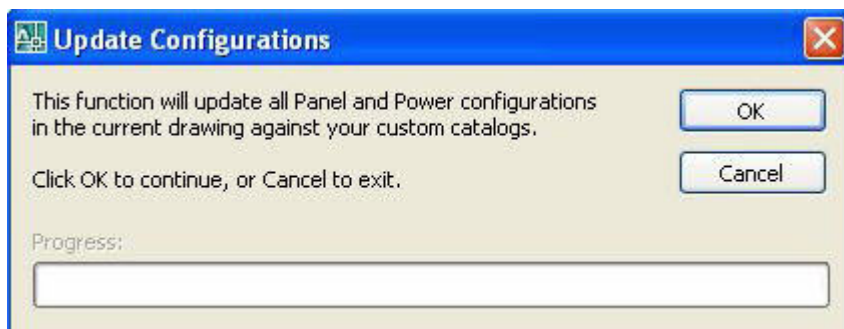 Update Configurations
This function will update all Panel and Power configurations
in the current drawing against your custom catalogs.
OK
Click OK to continue, or Cancel to exit.
Cancel
Progress: